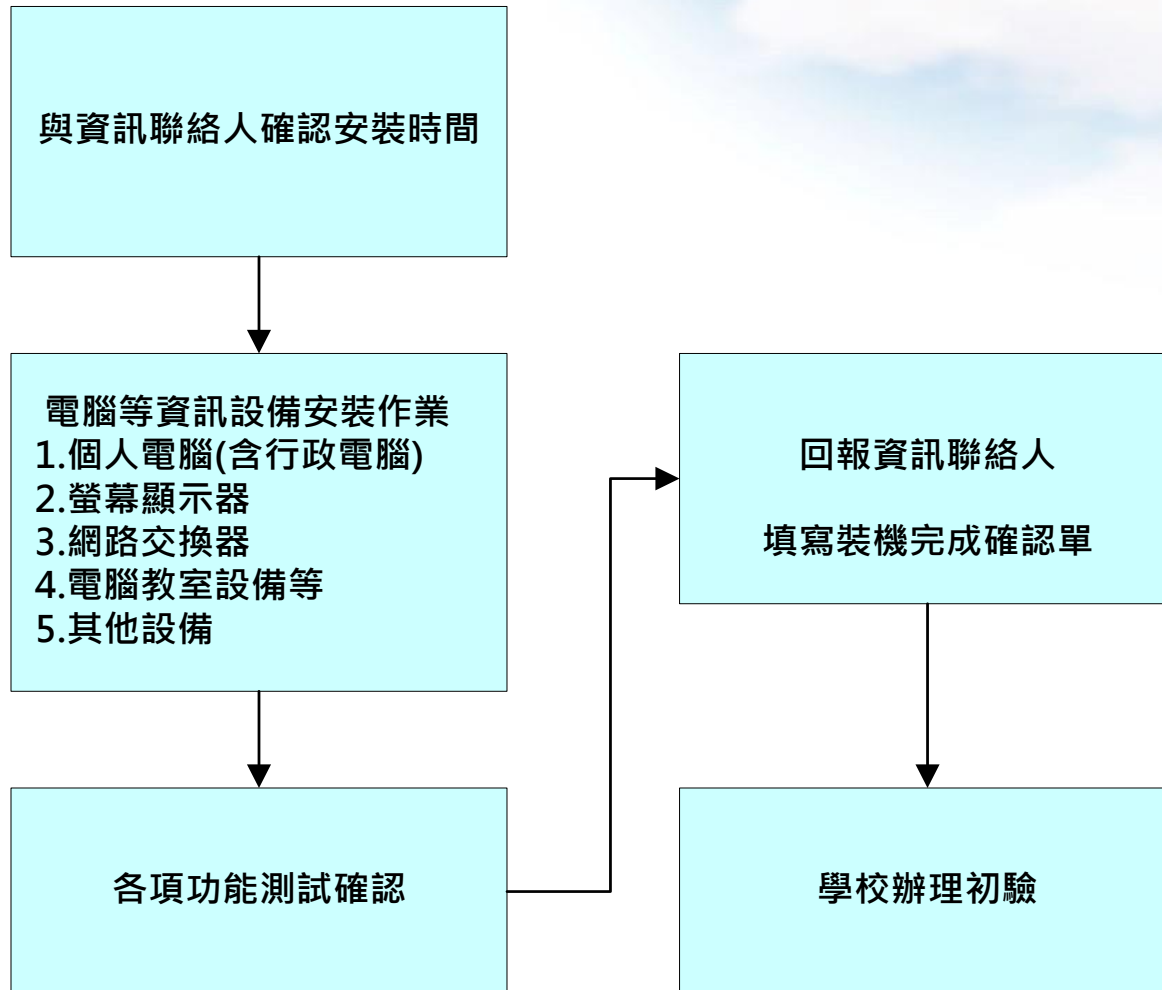 與資訊聯絡人確認安裝時間
電腦等資訊設備安裝作業
1.個人電腦(含行政電腦)
2.螢幕顯示器
3.網路交換器
4.電腦教室設備等
5.其他設備
各項功能測試確認
回報資訊聯絡人
填寫裝機完成確認單
學校辦理初驗